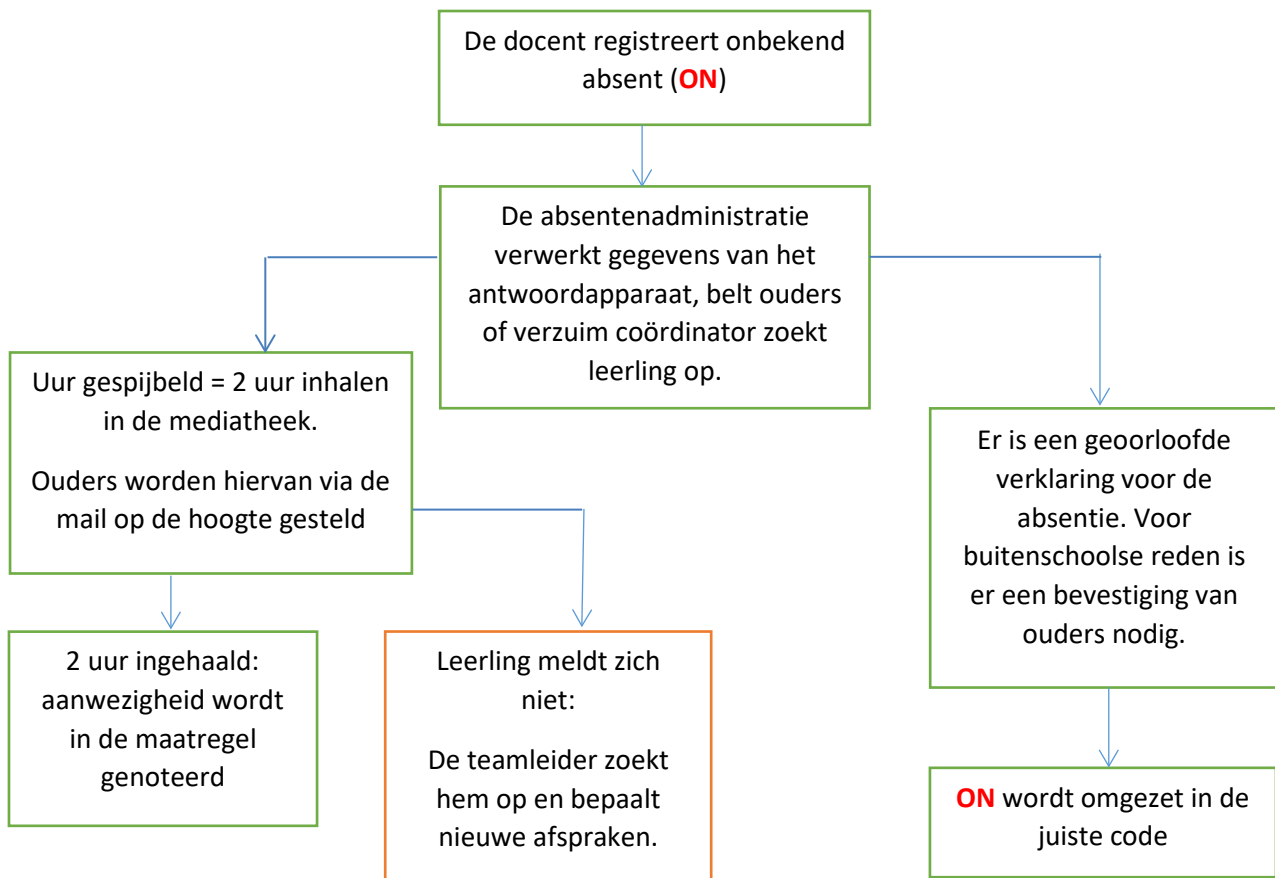 De docent registreert onbekend
absent (ON)
De absentenadministratie
verwerkt gegevens van het
antwoordapparaat, belt ouders
of verzuim coördinator zoekt
leerling op.
Uur gespijbeld = 2 uur inhalen
in de mediatheek.
Ouders worden hiervan via de
mail op de hoogte gesteld
Er is een geoorloofde
verklaring voor de
absentie. Voor
buitenschoolse reden is
er een bevestiging van
ouders nodig.
2 uur ingehaald:
aanwezigheid wordt
in de maatregel
genoteerd
Leerling meldt zich
niet:
De teamleider zoekt
hem op en bepaalt
nieuwe afspraken.
ON wordt omgezet in de
juiste code